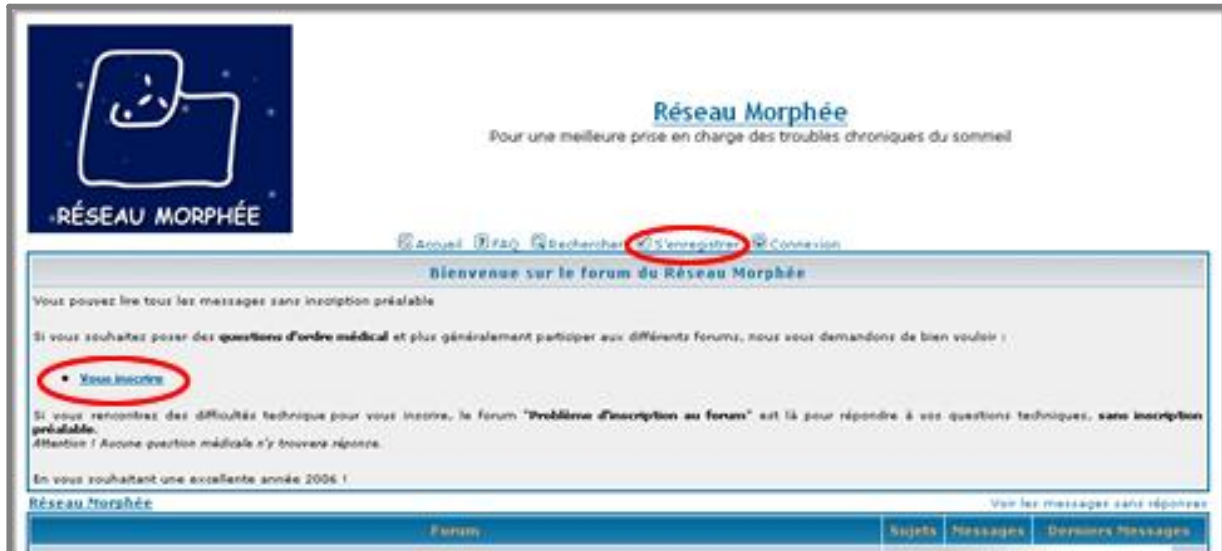 Réseau Morphée
Pour une meilleure prise en charge des troubles chroniques du sommeil
RÉSEAU MORPHÉE
Accueil FAQ Rechercher S'enregistrer Connexion
Bienvenue sur le forum du Réseau Morphée
Vous pouvez lire tous les messages sans inscription préalable
Si vous souhaitez poser des questions d'ordre médical et plus généralement participer aux différents forums, nous vous demandons de bien vouloir :
• Vous inscrire
Si vous rencontrez des difficultés technique pour vous inscrire, le forum "Problème d'inscription au forum" est là pour répondre à vos questions techniques, sans inscription
préalable.
Attention ! Aucune question médicale n'y trouvera réponse.
En vous souhaitant une excellente année 2006 !
Réseau Morphée Voir les messages sans réponses
Forum Sujets Messages Derniers Messages